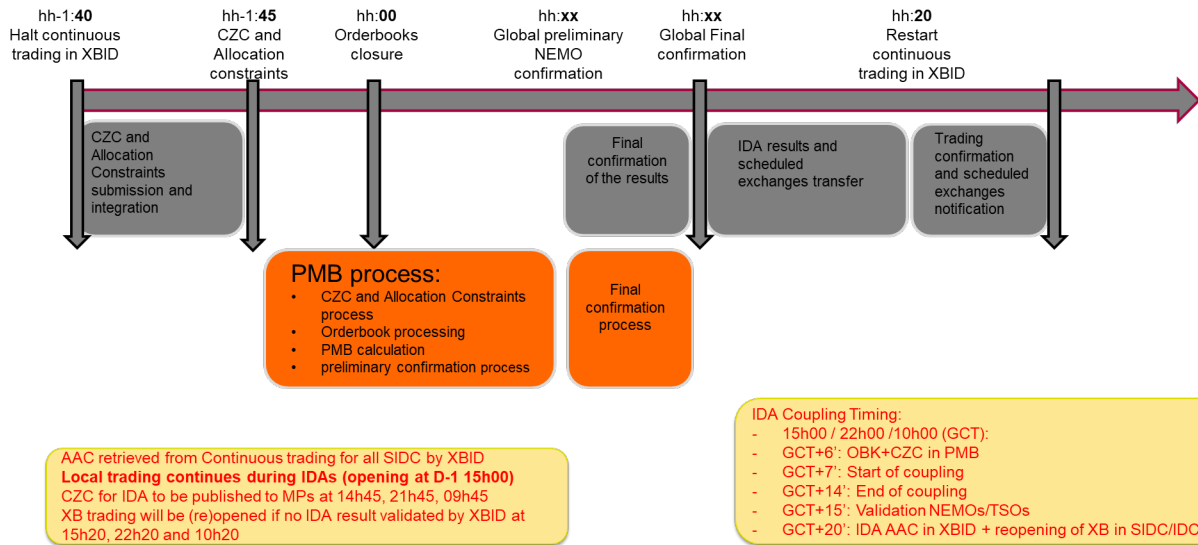 hh-1:40
Halt continuous
trading in XBID
hh-1:45
CZC and
Allocation
constraints
hh:00
Orderbooks
closure
hh:xx
Global preliminary
NEMO
confirmation
hh:xx
Global Final
confirmation
hh:20
Restart
continuous
trading in XBID
CZC and
Allocation
Constraints
submission and
integration
Final
confirmation
of the results
IDA results and
scheduled
exchanges transfer
Trading
confirmation
and scheduled
exchanges
notification
PMB process:
• CZC and Allocation Constraints
process
• Orderbook processing
• PMB calculation
• preliminary confirmation process
Final
confirmation
process
AAC retrieved from Continuous trading for all SIDC by XBID
Local trading continues during IDAs (opening at D-1 15h00)
CZC for IDA to be published to MPs at 14h45, 21h45, 09h45
XB trading will be (re)opened if no IDA result validated by XBID at
15h20, 22h20 and 10h20
IDA Coupling Timing:
- 15h00 / 22h00 /10h00 (GCT):
- GCT+6': OBK+CZC in PMB
- GCT+7': Start of coupling
- GCT+14': End of coupling
- GCT+15': Validation NEMOs/TSOs
- GCT+20': IDA AAC in XBID + reopening of XB in SIDC/IDC